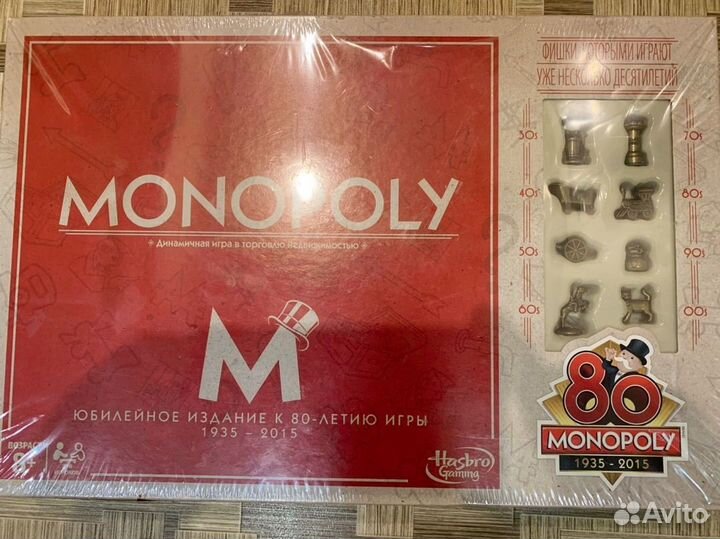 MONOPOLY
Динамичная игра в торговлю недвижимостью
M
ЮБИЛЕЙНОЕ ИЗДАНИЕ К 80-ЛЕТИЮ ИГРЫ
1935 - 2015
ВОЗРАСТ:
8+
Hasbro
Gaming
ФИШКИ, КОТОРЫМИ ИГРАЮТ
УЖЕ НЕСКОЛЬКО ДЕСЯТИЛЕТИЙ
30s 70s
40s 80s
50s 90s
60s 00s
80
MONOPOLY
1935 - 2015
Avito